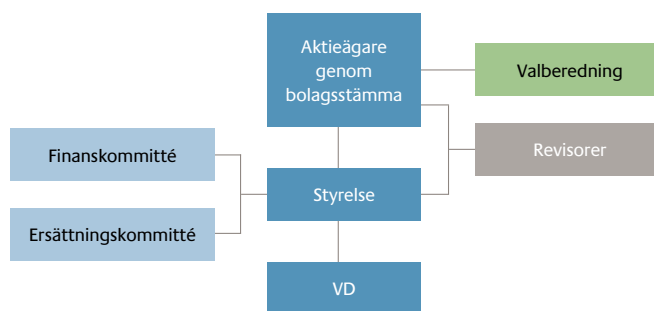 Aktieägare
genom
bolagsstämma
Valberedning
Finanskommitté
Revisorer
Styrelse
Ersättningskommitté
VD